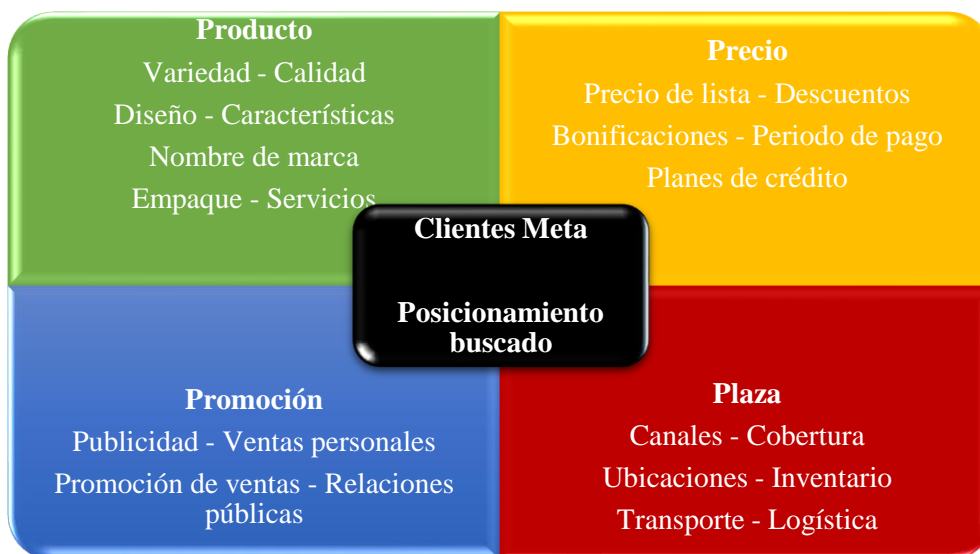 Producto
Variedad - Calidad
Diseño - Características
Nombre de marca
Empaque - Servicios
Precio
Precio de lista - Descuentos
Bonificaciones - Periodo de pago
Planes de crédito
Clientes Meta
Posicionamiento
buscado
Promoción
Publicidad - Ventas personales
Promoción de ventas - Relaciones
públicas
Plaza
Canales - Cobertura
Ubicaciones - Inventario
Transporte - Logística